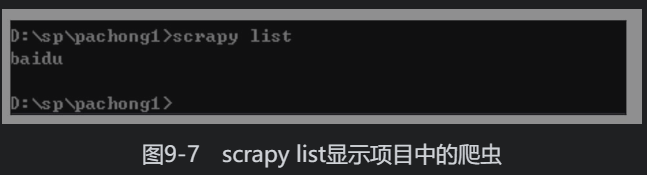 D:\sp\pachong1>scrapy list
baidu
D:\sp\pachong1>
图9-7 scrapy list显示项目中的爬虫